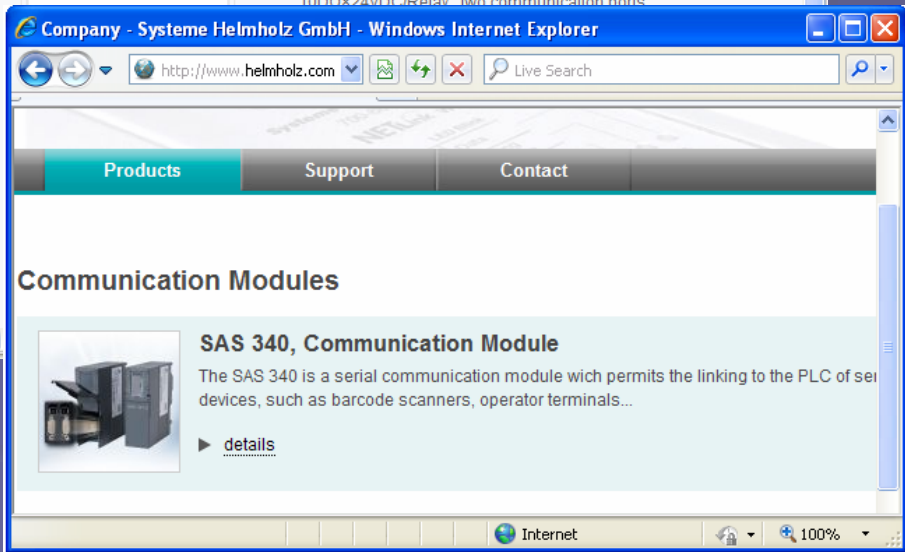 Company - Systeme Helmholz GmbH - Windows Internet Explorer
http://www.helmholz.com
Live Search
Systeme
NETLink
Products
Support
Contact
Communication Modules
SAS 340, Communication Module
The SAS 340 is a serial communication module wich permits the linking to the PLC of ser
devices, such as barcode scanners, operator terminals...
details
Internet
100%